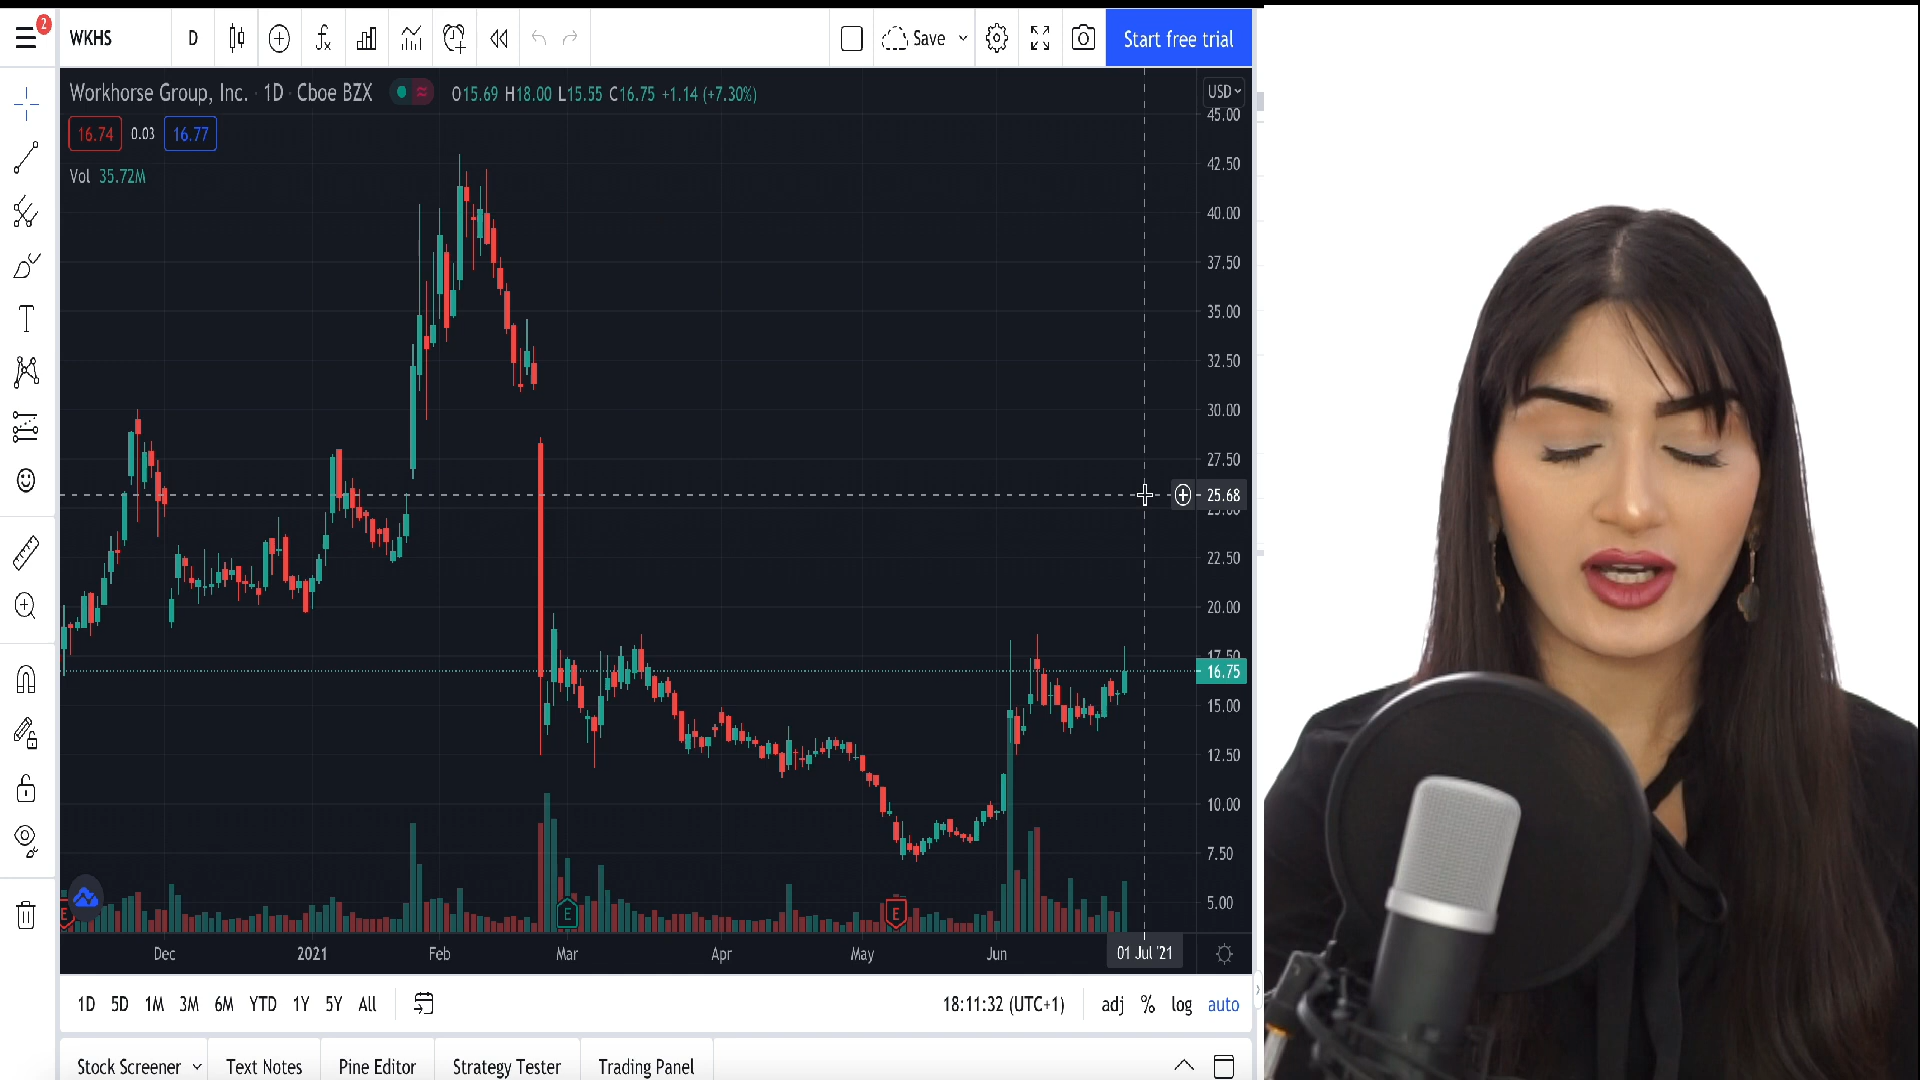 2
WKHS
D
Save
Start free trial
Workhorse Group, Inc. · 1D · Cboe BZX
O15.69 H18.00 L15.55 C16.75 +1.14 (+7.30%)
USD
16.74 0.03 16.77
Vol 35.72M
45.00
42.50
40.00
37.50
35.00
32.50
30.00
27.50
25.68
25.00
22.50
20.00
17.50
16.75
15.00
12.50
10.00
7.50
5.00
E
E
E
Dec 2021 Feb Mar Apr May Jun 01 Jul '21
1D 5D 1M 3M 6M YTD 1Y 5Y All
18:11:32 (UTC+1) adj % log auto
Stock Screener Text Notes Pine Editor Strategy Tester Trading Panel